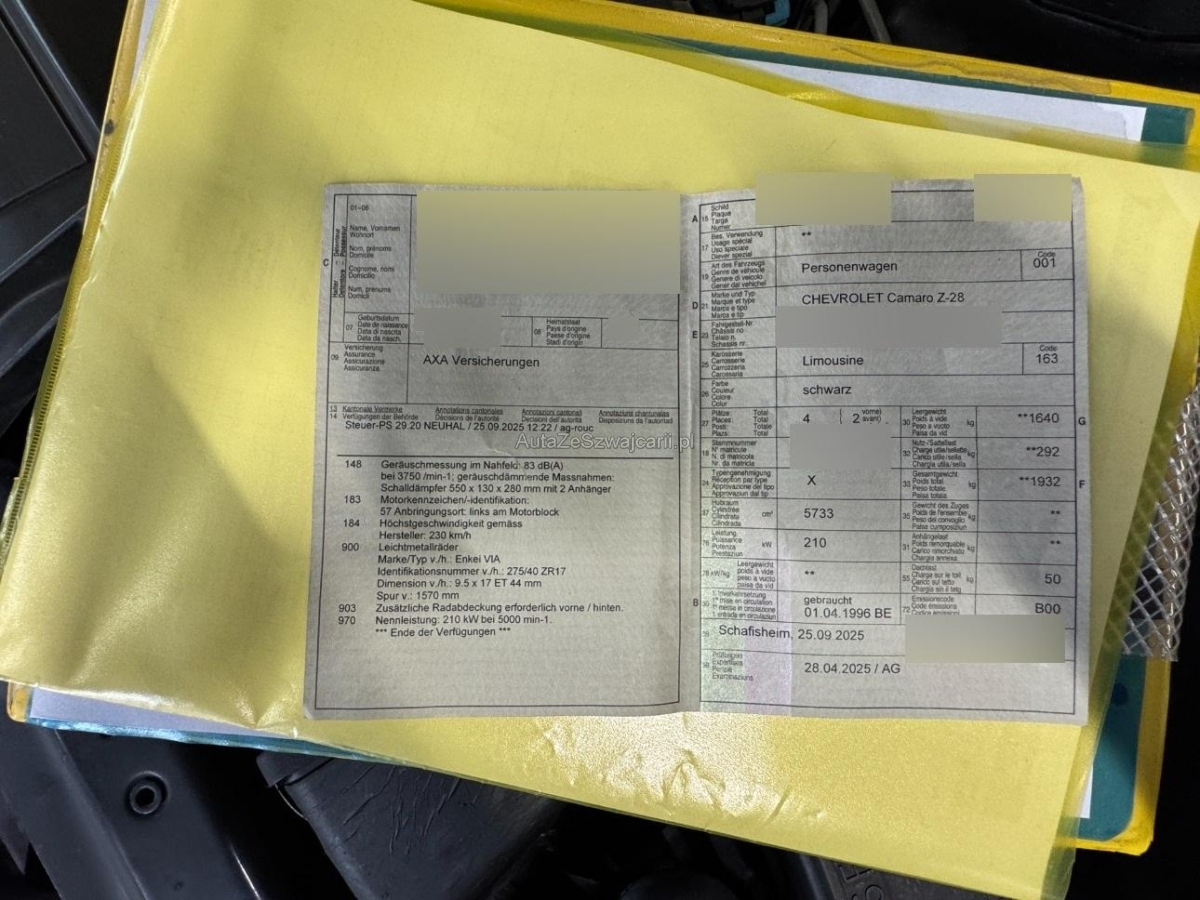 01-06
Name, Vornamen
Wohnort
Nom, prénoms
Domicile
Cognome, nomi
Domicilio
Num, prenums
Domicil
C
07
Geburtsdatum
Date de naissance
Data di nascita
Data da nasch.
08
Heimatstaat
Pays d'origine
Paese d'origine
Stadi d'origin
09
Versicherung
Assurance
Assicurazione
Assicuranza
AXA Versicherungen
13
14
Kantonale Vermerke
Verfügungen der Behörde
Annotations cantonales
Décisions de l'autorité
Annotazioni cantonali
Decisioni dell'autorità
Annotaziuns chantunalas
Disposiziuns da l'autoritad
Steuer-PS 29.20 NEUHAL / 25.09.2025 12:22 / ag-rouc
AutaZeSzwajcarii.pl
148 Geräuschmessung im Nahfeld: 83 dB(A)
bei 3750 /min-1; geräuschdämmende Massnahmen:
Schalldämpfer 550 x 130 x 280 mm mit 2 Anhänger
183 Motorkennzeichen/-identifikation:
57 Anbringungsort: links am Motorblock
184 Höchstgeschwindigkeit gemäss
Hersteller: 230 km/h
900 Leichtmetallräder
Marke/Typ v./h.: Enkei VIA
Identifikationsnummer v./h.: 275/40 ZR17
Dimension v./h.: 9.5 x 17 ET 44 mm
Spur v.: 1570 mm
903 Zusätzliche Radabdeckung erforderlich vorne / hinten.
970 Nennleistung: 210 kW bei 5000 min-1.
*** Ende der Verfügungen ***
A 15
Schild
Plaque
Targa
Numer
17
Bes. Verwendung
Usage spécial
Uso speciale
Diever spezial
**
19
Art des Fahrzeugs
Genre de véhicule
Genere di veicolo
Gener dal vehichel
Personenwagen
Code
001
D 21
Marke und Typ
Marque et type
Marca e tipo
Marca e tip
CHEVROLET Camaro Z-28
E 23
Fahrgestell-Nr.
Châssis no
Telaio n.
Schassis nr.
25
Karosserie
Carrosserie
Carrozzeria
Carossaria
Limousine
Code
163
26
Farbe
Couleur
Colore
Colur
schwarz
27
Plätze: Total
Places: Total
Posti: Totale
Plazs: Total
4 ( 2 vorne) avant)
30
Leergewicht
Poids à vide
Peso a vuoto
Paisa da vid
kg
**1640
G
18
Stammnummer
N° matricule
N. di matricola
Nr. da matricla
32
Nutz-/Sattellast
Charge utile/sellette
Carico utile/sella
Chargia utila/sella
kg
**292
24
Typengenehmigung
Réception par type
Approvazione del tipo
Approvaziun dal tip
X
33
Gesamtgewicht
Poids total
Peso totale
Paisa totala
kg
**1932
F
37
Hubraum
Cylindrée
Cilindrata
Cilindrada
cm³
5733
35
Gewicht des Zuges
Poids de l'ensemble
Peso del convoglio
Paisa cumposiziun
kg
**
76
Leistung
Puissance
Potenza
Prestaziun
kW
210
31
Anhängelast
Poids remorquable
Carico rimorchiato
Chargia annexa
kg
**
78 kW/kg
Leergewicht
poids à vide
peso a vuoto
paisa da vid
**
55
Dachlast
Charge sur le toit
Carico sul tetto
Chargia sin il tetg
kg
50
B 36
1. Inverkehrsetzung
1re mise en circulation
1a messa in circolazione
1. entrada en circulaziun
gebraucht
01.04.1996 BE
72
Emissionscode
Code émissions
B00
38
Schafisheim, 25.09 2025
39
Prüfungen
Expertises
Perizie
Examinaziuns
28.04.2025 / AG